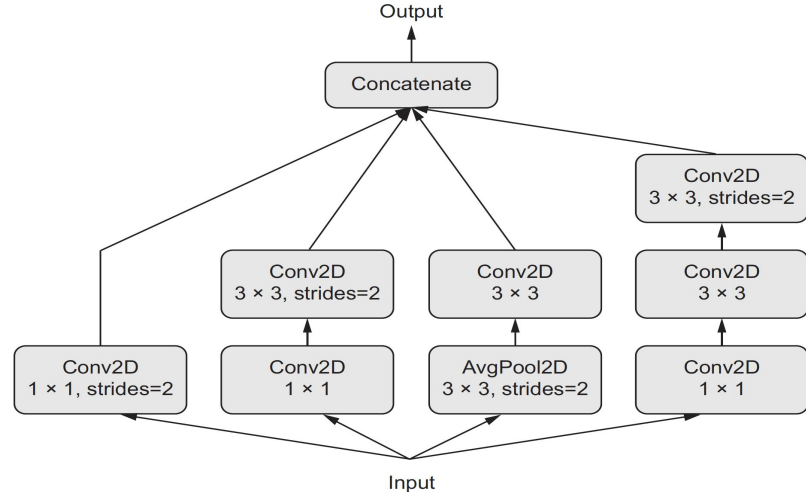 Output
Concatenate
Conv2D
3 × 3, strides=2
Conv2D
3 × 3, strides=2
Conv2D
3 × 3
Conv2D
3 × 3
Conv2D
1 × 1, strides=2
Conv2D
1 × 1
AvgPool2D
3 × 3, strides=2
Conv2D
1 × 1
Input